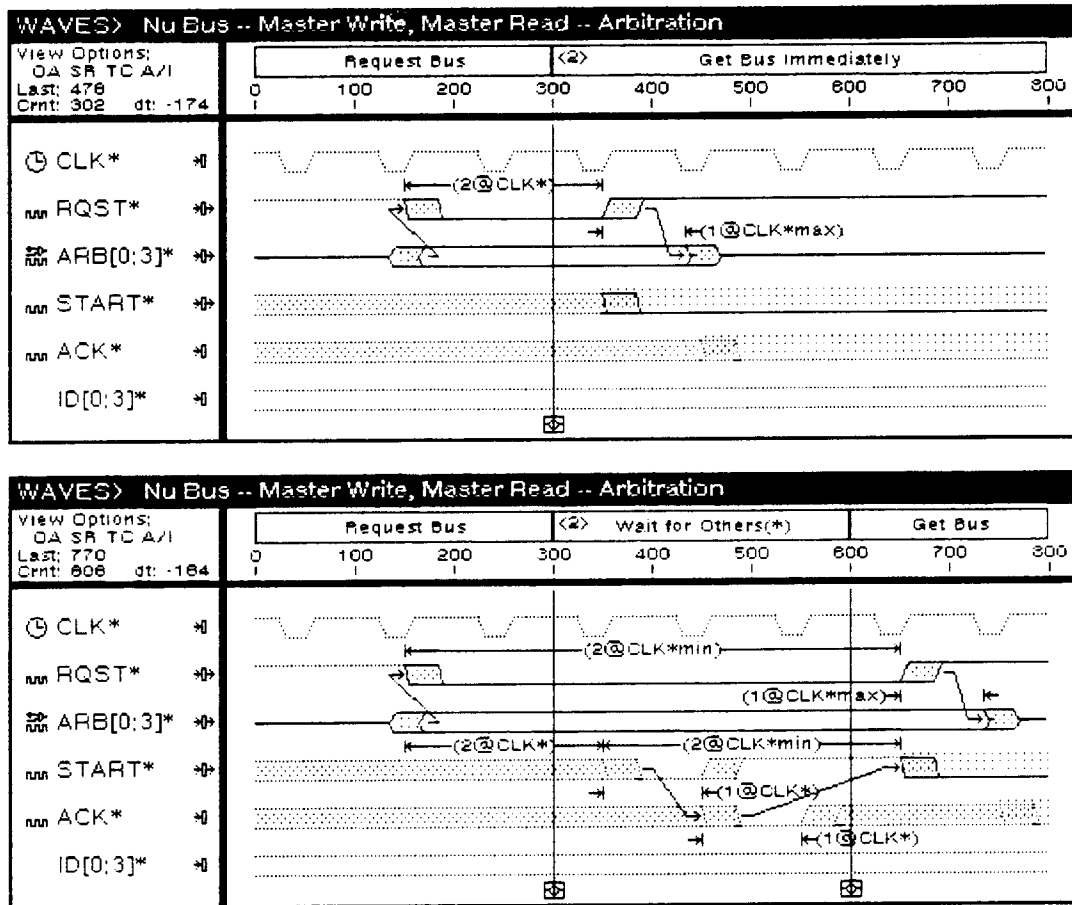 WAVES> Nu Bus -- Master Write, Master Read -- Arbitration
View Options:
OA SR TC A/I
Last: 476
Crnt: 302 dt: -174
Request Bus <2> Get Bus Immediately
0 100 200 300 400 500 600 700 800
CLK*
(2@CLK*)
RQST*
(1@CLK*max)
ARB[0:3]*
START*
ACK*
ID[0:3]*
WAVES> Nu Bus -- Master Write, Master Read -- Arbitration
View Options:
OA SR TC A/I
Last: 770
Crnt: 606 dt: -164
Request Bus <2> Wait for Others(*) Get Bus
0 100 200 300 400 500 600 700 800
CLK*
(2@CLK*min)
RQST*
(1@CLK*max)
ARB[0:3]*
(2@CLK*) (2@CLK*min)
START*
(1@CLK*)
ACK*
(1@CLK*)
ID[0:3]*